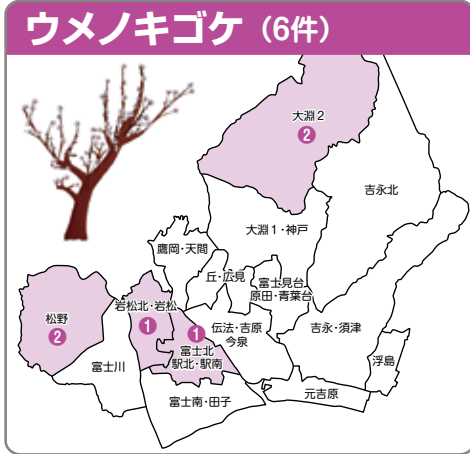 ウメノキゴケ（6件）
大淵2
2
吉永北
大淵1・神戸
鷹岡・天間
丘・広見
富士見台
原田・青葉台
岩松北・岩松
1
松野
2
1
富士北
駅北・駅南
伝法・吉原
今泉
吉永・須津
浮島
富士川
富士南・田子
元吉原